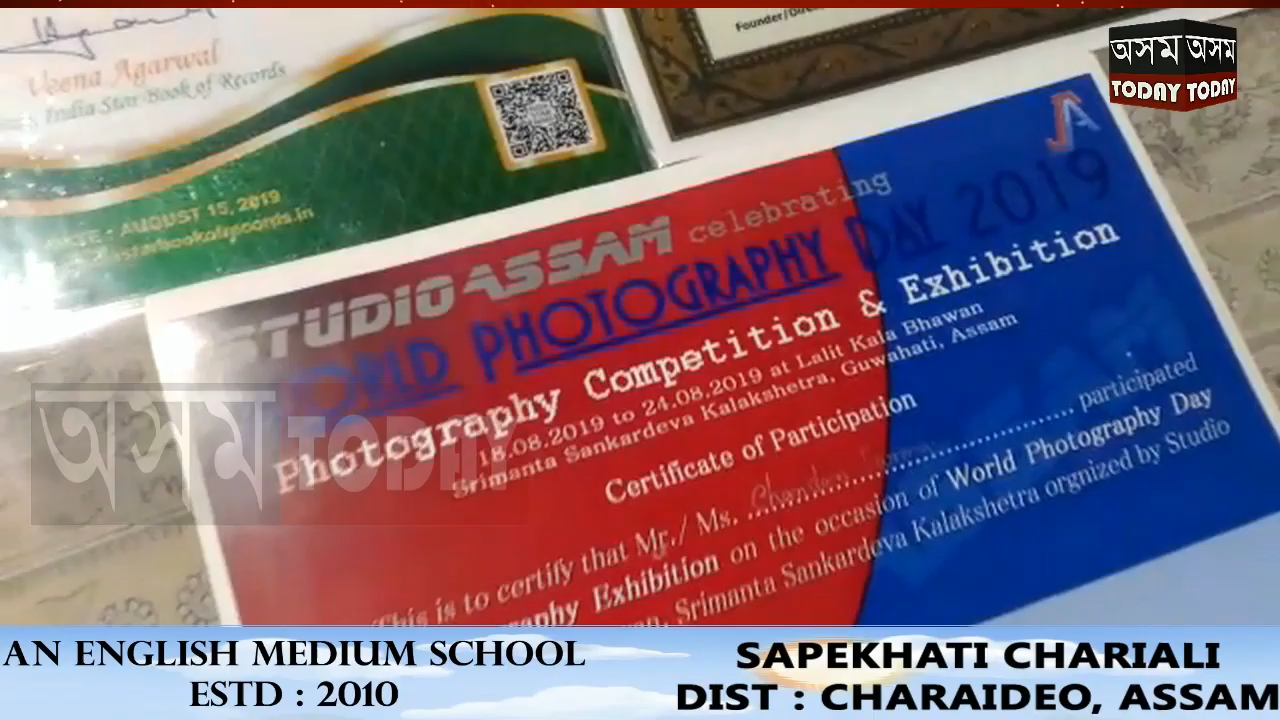 Founder/
অসম অসম
TODAY TODAY
Veena Agarwal
India Star Book of Records
AUGUST 15, 2019
SA
STUDIO ASSAM celebrating
WORLD PHOTOGRAPHY DAY 2019
Photography Competition & Exhibition
18.08.2019 to 24.08.2019 at Lalit Kala Bhawan
Srimanta Sankardeva Kalakshetra, Guwahati, Assam
Certificate of Participation
This is to certify that Mr./ Ms. participated
Exhibition on the occasion of World Photography Day
Srimanta Sankardeva Kalakshetra orgnized by Studio
অসম TODAY
AN ENGLISH MEDIUM SCHOOL
ESTD : 2010
SAPEKHATI CHARIALI
DIST : CHARAIDEO, ASSAM